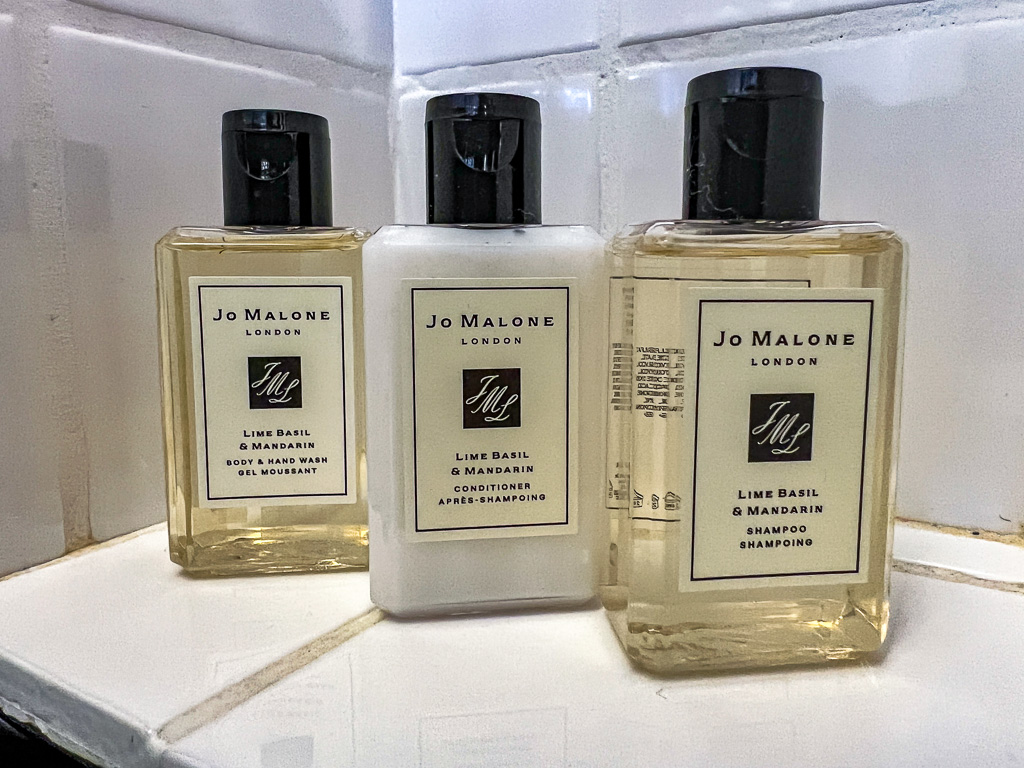 JO MALONE
LONDON
JML
LIME BASIL
& MANDARIN
BODY & HAND WASH
GEL MOUSSANT
JO MALONE
LONDON
JML
LIME BASIL
& MANDARIN
CONDITIONER
APRÈS-SHAMPOING
JO MALONE
LONDON
JML
LIME BASIL
& MANDARIN
SHAMPOO
SHAMPOING